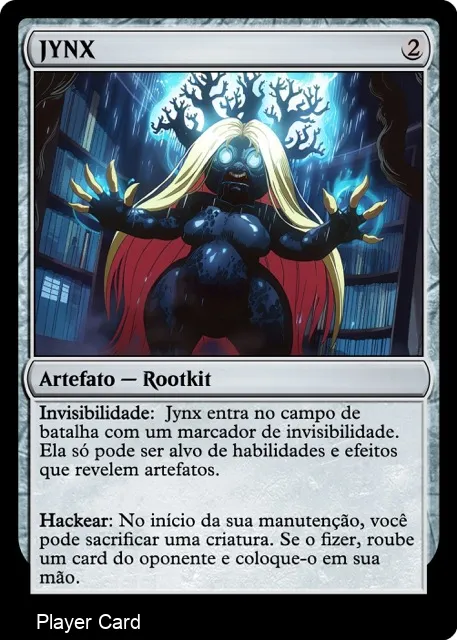 JYNX 2
Artefato — Rootkit
Invisibilidade: Jynx entra no campo de
batalha com um marcador de invisibilidade.
Ela só pode ser alvo de habilidades e efeitos
que revelem artefatos.
Hackear: No início da sua manutenção, você
pode sacrificar uma criatura. Se o fizer, roube
um card do oponente e coloque-o em sua
mão.
Player Card